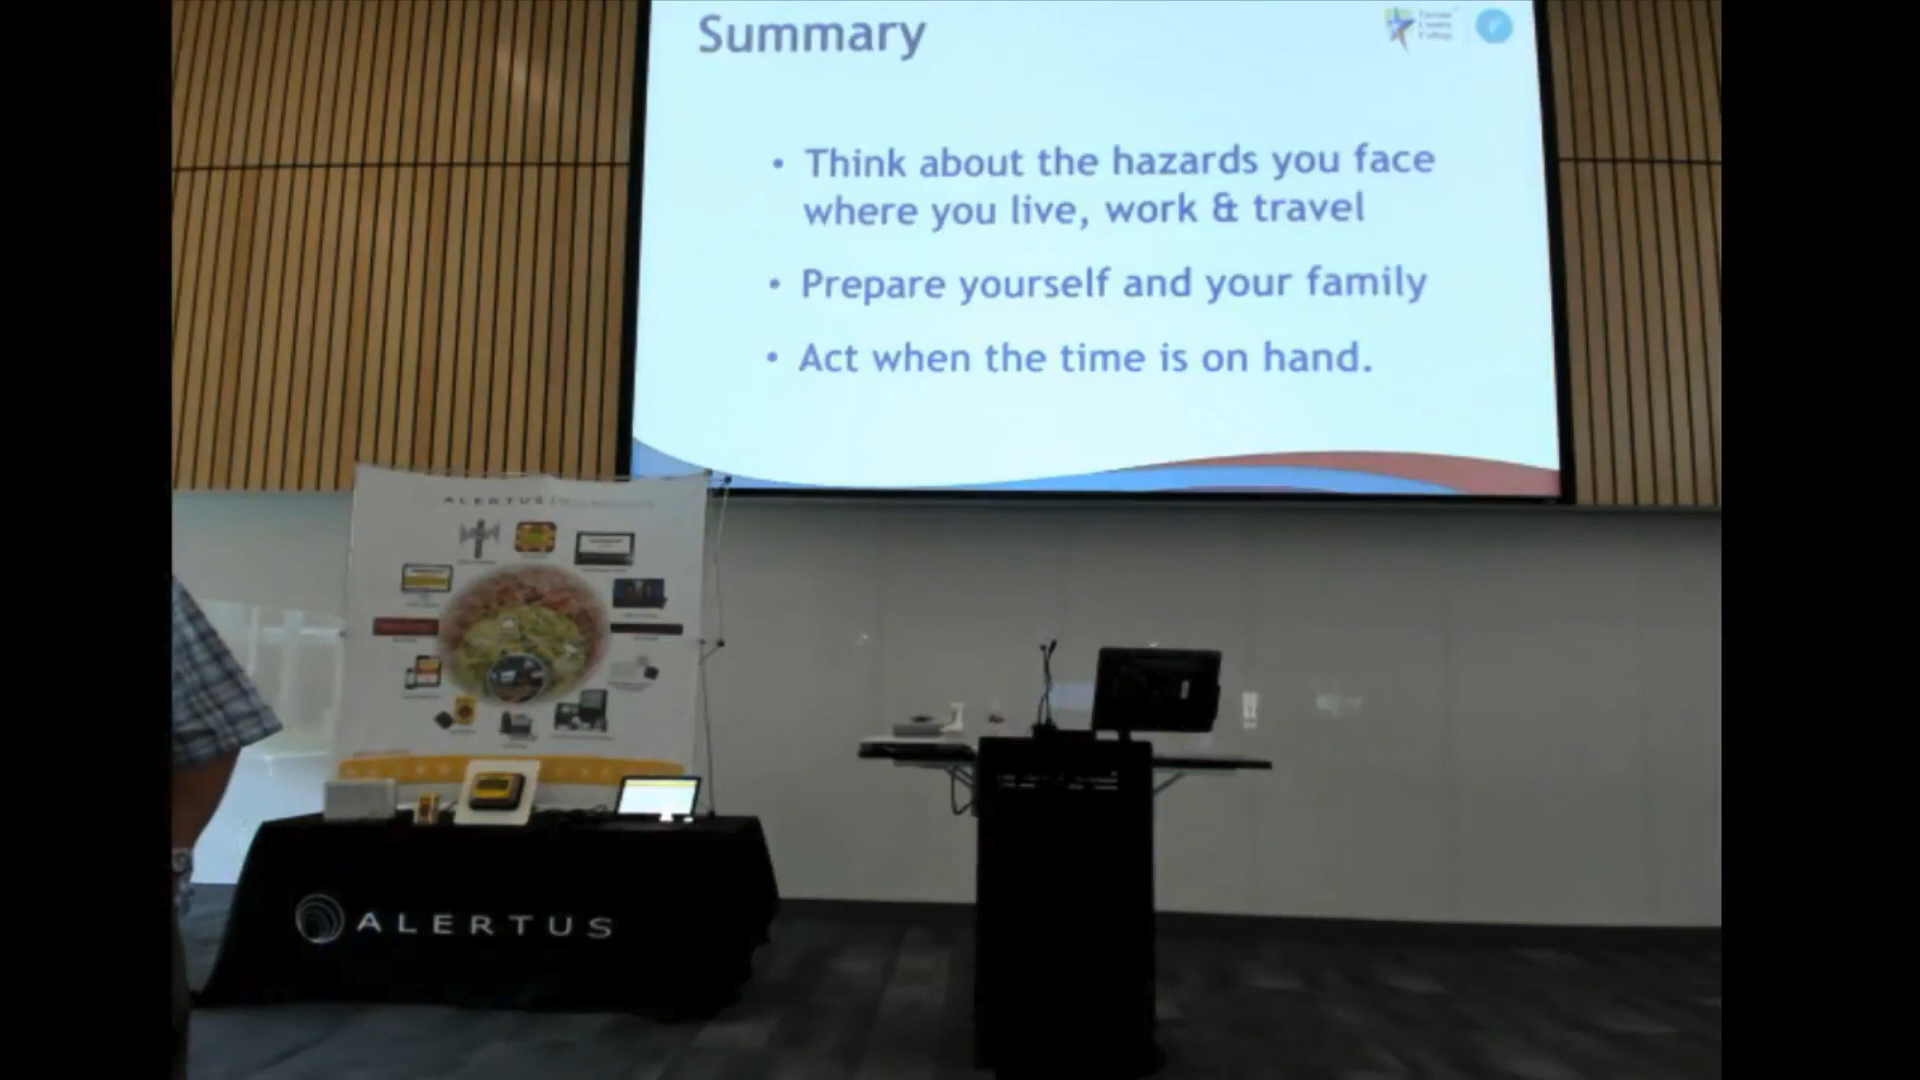 Summary
• Think about the hazards you face
where you live, work & travel
• Prepare yourself and your family
• Act when the time is on hand.
ALERTUS
ALERTUS